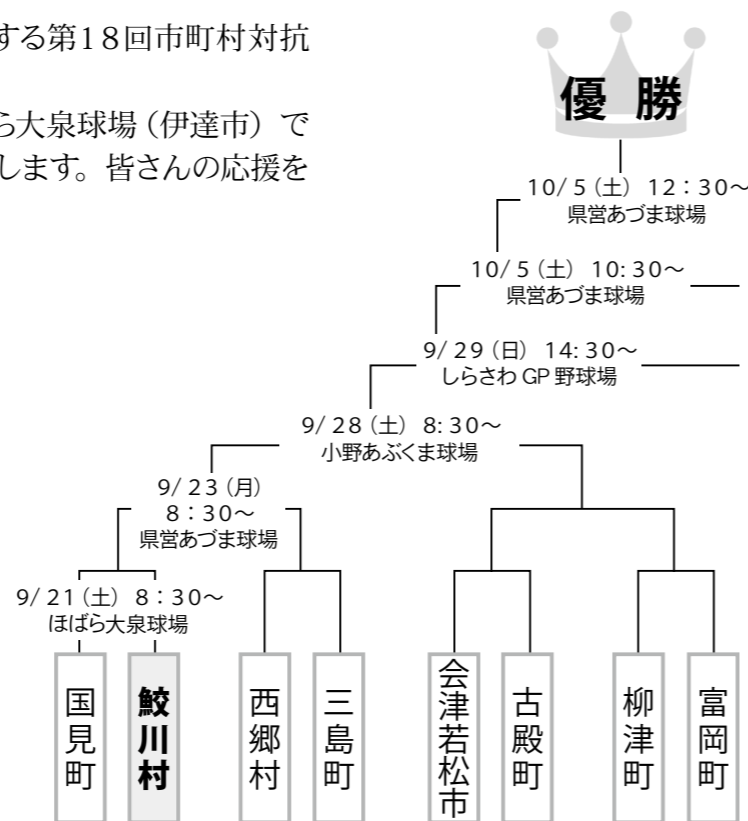 する第18回市町村対抗
ら大泉球場（伊達市）で
します。皆さんの応援を
優 勝
10/5（土） 12：30～
県営あづま球場
10/5（土） 10:30～
県営あづま球場
9/29（日） 14:30～
しらさわGP野球場
9/28（土） 8:30～
小野あぶくま球場
9/23（月）
8：30～
県営あづま球場
9/21（土） 8：30～
ほばら大泉球場
国見町
鮫川村
西郷村
三島町
会津若松市
古殿町
柳津町
富岡町